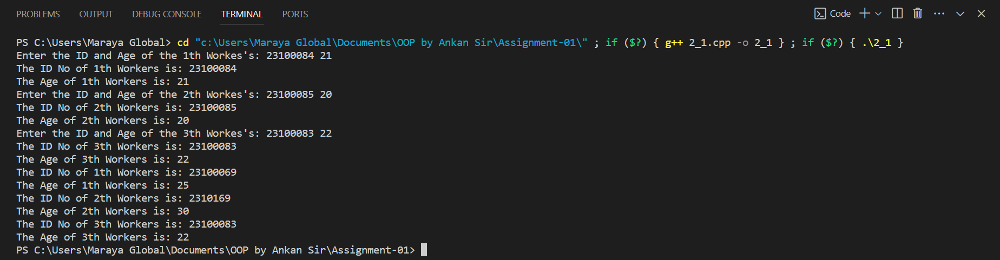 PROBLEMS OUTPUT DEBUG CONSOLE TERMINAL PORTS Code
PS C:\Users\Maraya Global> cd "c:\Users\Maraya Global\Documents\OOP by Ankan Sir\Assignment-01\" ; if ($?) { g++ 2_1.cpp -o 2_1 } ; if ($?) { .\2_1 }
Enter the ID and Age of the 1th Workes's: 23100084 21
The ID No of 1th Workers is: 23100084
The Age of 1th Workers is: 21
Enter the ID and Age of the 2th Workes's: 23100085 20
The ID No of 2th Workers is: 23100085
The Age of 2th Workers is: 20
Enter the ID and Age of the 3th Workes's: 23100083 22
The ID No of 3th Workers is: 23100083
The Age of 3th Workers is: 22
The ID No of 1th Workers is: 23100069
The Age of 1th Workers is: 25
The ID No of 2th Workers is: 2310169
The Age of 2th Workers is: 30
The ID No of 3th Workers is: 23100083
The Age of 3th Workers is: 22
PS C:\Users\Maraya Global\Documents\OOP by Ankan Sir\Assignment-01>